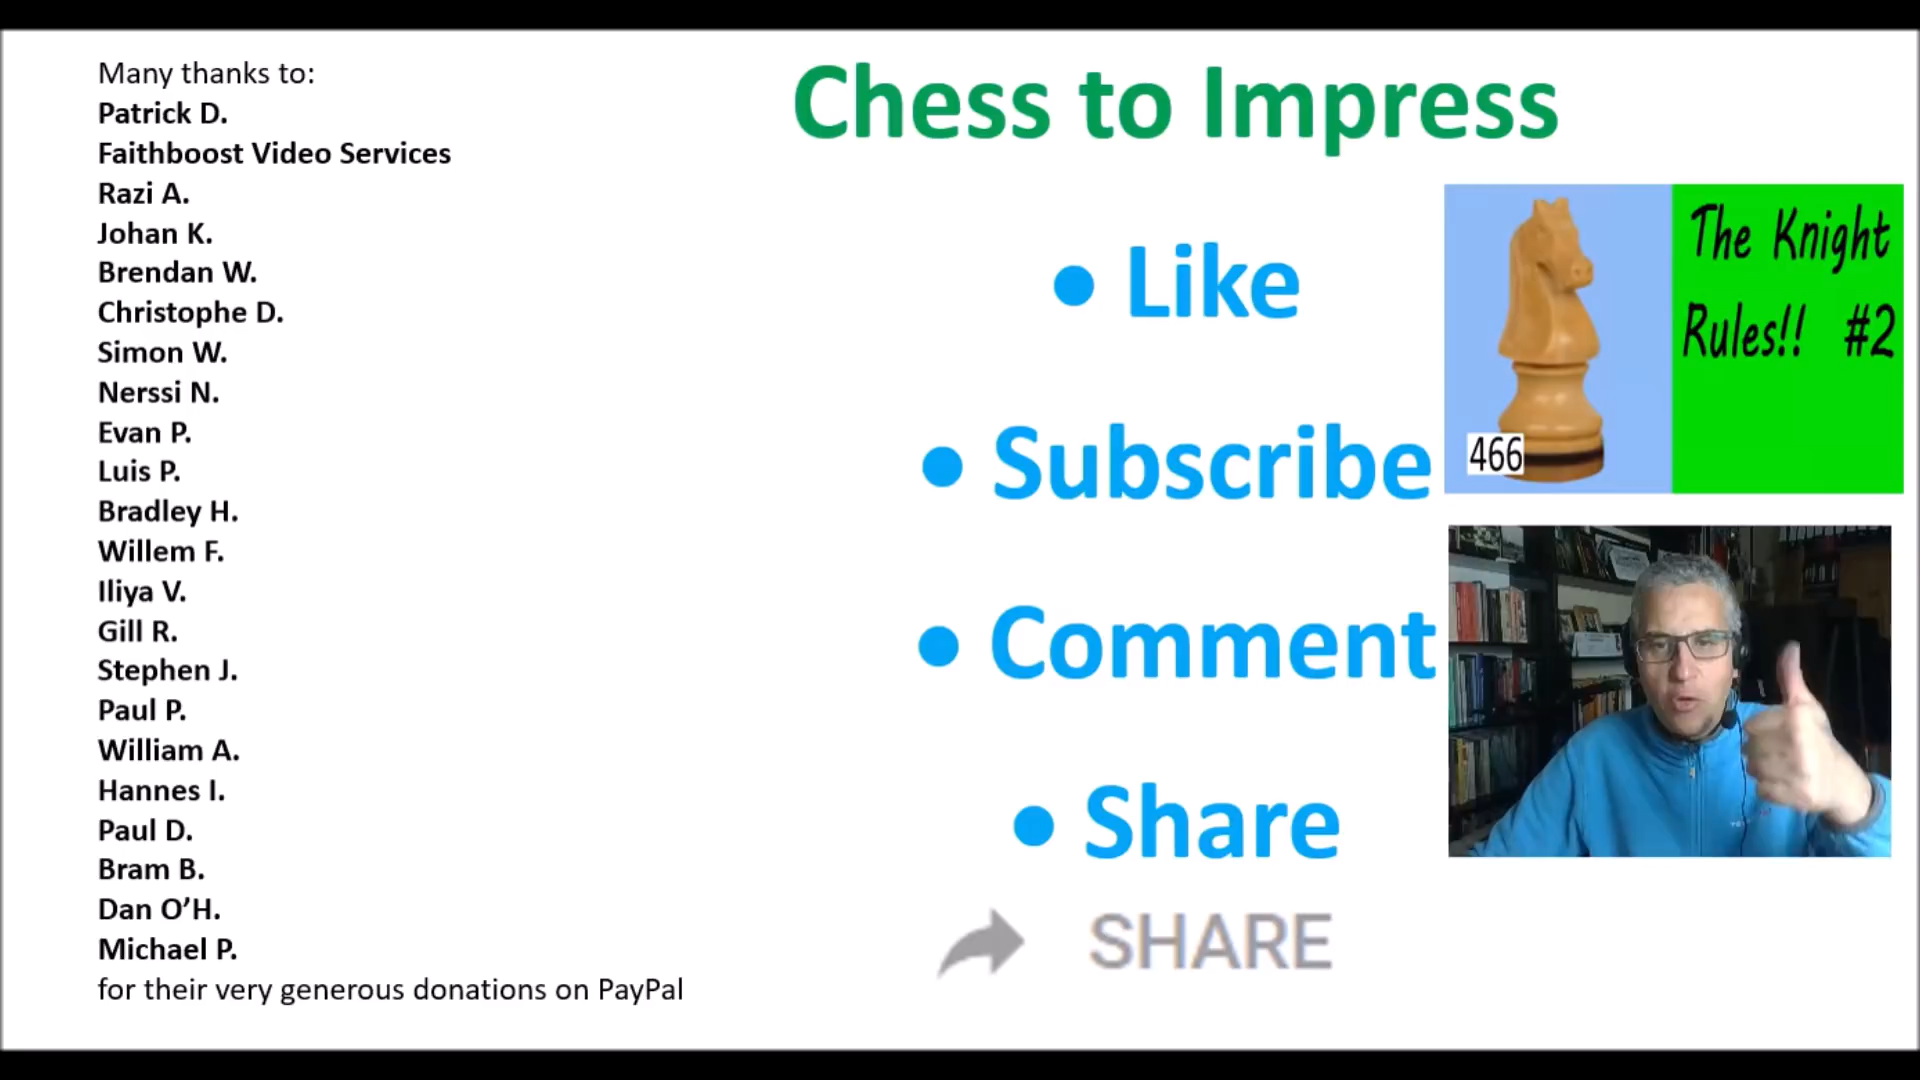 Many thanks to:
Patrick D.
Faithboost Video Services
Razi A.
Johan K.
Brendan W.
Christophe D.
Simon W.
Nerssi N.
Evan P.
Luis P.
Bradley H.
Willem F.
Iliya V.
Gill R.
Stephen J.
Paul P.
William A.
Hannes I.
Paul D.
Bram B.
Dan O’H.
Michael P.
for their very generous donations on PayPal
Chess to Impress
• Like
• Subscribe
• Comment
• Share
SHARE
The Knight
Rules!! #2
466